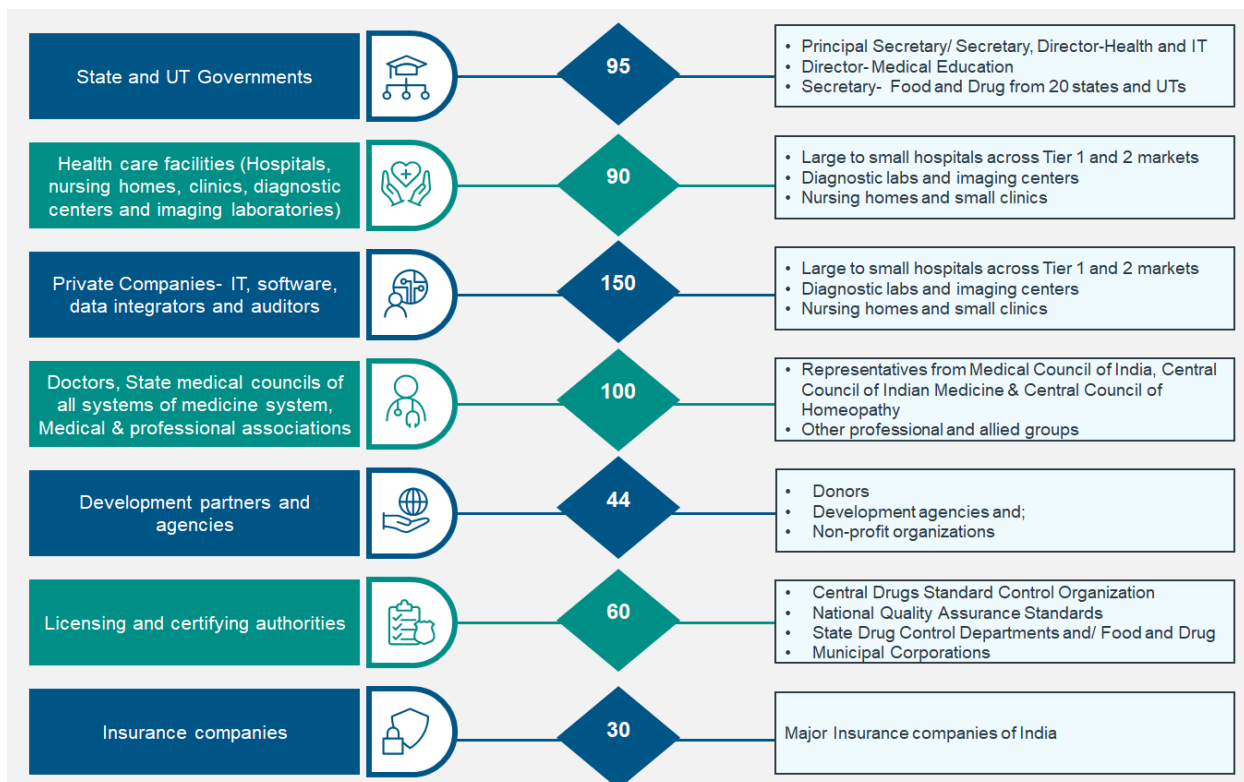 State and UT Governments
95
• Principal Secretary/ Secretary, Director-Health and IT
• Director- Medical Education
• Secretary-  Food and Drug from 20 states and UTs
Health care facilities (Hospitals,
nursing homes, clinics, diagnostic
centers and imaging laboratories)
90
• Large to small hospitals across Tier 1 and 2 markets
• Diagnostic labs and imaging centers
• Nursing homes and small clinics
Private Companies- IT, software,
data integrators and auditors
150
• Large to small hospitals across Tier 1 and 2 markets
• Diagnostic labs and imaging centers
• Nursing homes and small clinics
Doctors, State medical councils of
all systems of medicine system,
Medical & professional associations
100
• Representatives from Medical Council of India, Central
Council of Indian Medicine & Central Council of
Homeopathy
• Other professional and allied groups
Development partners and
agencies
44
• Donors
• Development agencies and;
• Non-profit organizations
Licensing and certifying authorities
60
• Central Drugs Standard Control Organization
• National Quality Assurance Standards
• State Drug Control Departments and/ Food and Drug
• Municipal Corporations
Insurance companies
30
Major Insurance companies of India